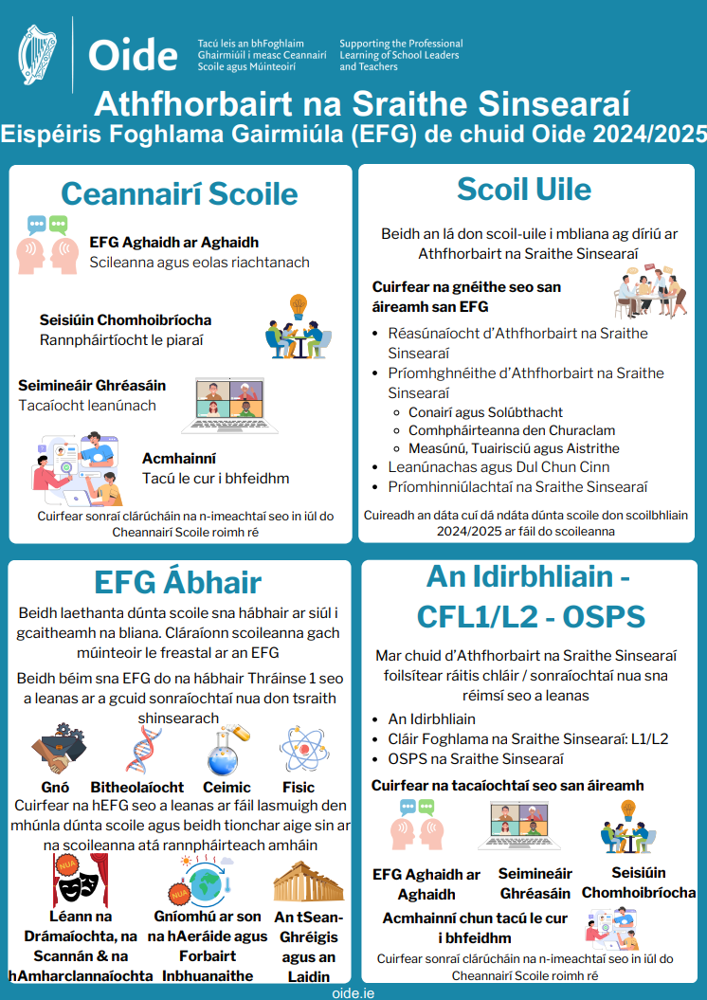 Oide
Tacú leis an bhFoghlaim
Ghairmiúil i measc Ceannairí
Scoile agus Múinteoirí
Supporting the Professional
Learning of School Leaders
and Teachers
Athfhorbairt na Sraithe Sinsearaí
Eispéiris Foghlama Gairmiúla (EFG) de chuid Oide 2024/2025
Ceannairí Scoile
EFG Aghaidh ar Aghaidh
Scileanna agus eolas riachtanach
Seisiúin Chomhoibríocha
Rannpháirtíocht le piaraí
Seimineáir Ghréasáin
Tacaíocht leanúnach
Acmhainní
Tacú le cur i bhfeidhm
Cuirfear sonraí clárúcháin na n-imeachtaí seo in iúl do
Cheannairí Scoile roimh ré
Scoil Uile
Beidh an lá don scoil-uile i mbliana ag díriú ar
Athfhorbairt na Sraithe Sinsearaí
Cuirfear na gnéithe seo san
áireamh san EFG
• Réasúnaíocht d'Athfhorbairt na Sraithe
Sinsearaí
• Príomhghnéithe d'Athfhorbairt na Sraithe
Sinsearaí
○ Conairí agus Solúbthacht
○ Comhpháirteanna den Churaclam
○ Measúnú, Tuairisciú agus Aistrithe
• Leanúnachas agus Dul Chun Cinn
• Príomhinniúlachtaí na Sraithe Sinsearaí
Cuireadh an dáta cuí dá ndáta dúnta scoile don scoilbhliain
2024/2025 ar fáil do scoileanna
EFG Ábhair
Beidh laethanta dúnta scoile sna hábhair ar siúl i
gcaitheamh na bliana. Cláraíonn scoileanna gach
múinteoir le freastal ar an EFG
Beidh béim sna EFG do na hábhair Thráinse 1 seo
a leanas ar a gcuid sonraíochtaí nua don tsraith
shinsearach
Gnó
Bitheolaíocht
Ceimic
Fisic
Cuirfear na hEFG seo a leanas ar fáil lasmuigh den
mhúnla dúnta scoile agus beidh tionchar aige sin ar
na scoileanna atá rannpháirteach amháin
NUA
NUA
Léann na
Drámaíochta, na
Scannán & na
hAmharclannaíochta
Gníomhú ar son
na hAeráide agus
Forbairt
Inbhuanaithe
An tSean-
Ghréigis
agus an
Laidin
An Idirbhliain -
CFL1/L2 - OSPS
Mar chuid d'Athfhorbairt na Sraithe Sinsearaí
foilsítear ráitis chláir / sonraíochtaí nua sna
réimsí seo a leanas
• An Idirbhliain
• Cláir Foghlama na Sraithe Sinsearaí: L1/L2
• OSPS na Sraithe Sinsearaí
Cuirfear na tacaíochtaí seo san áireamh
EFG Aghaidh ar
Aghaidh
Seimineáir
Ghréasáin
Seisiúin
Chomhoibríocha
Acmhainní chun tacú le cur
i bhfeidhm
Cuirfear sonraí clárúcháin na n-imeachtaí seo in iúl do
Cheannairí Scoile roimh ré
oide.ie